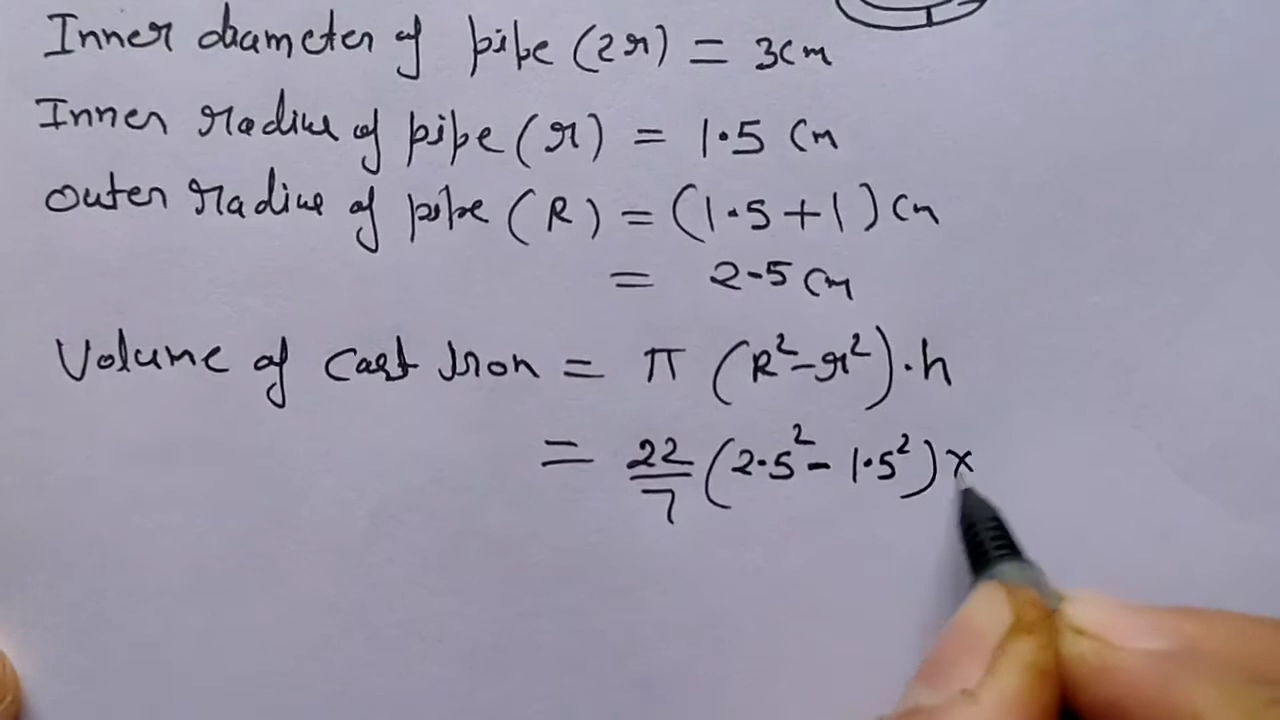 Inner diameter of pipe (2r) = 3cm
Inner radius of pipe (r) = 1.5 cm
Outer radius of pipe (R) = (1.5+1) cm
= 2.5 cm
Volume of cast Iron = π (R²-r²).h
= 22/7 (2.5² - 1.5²) ×